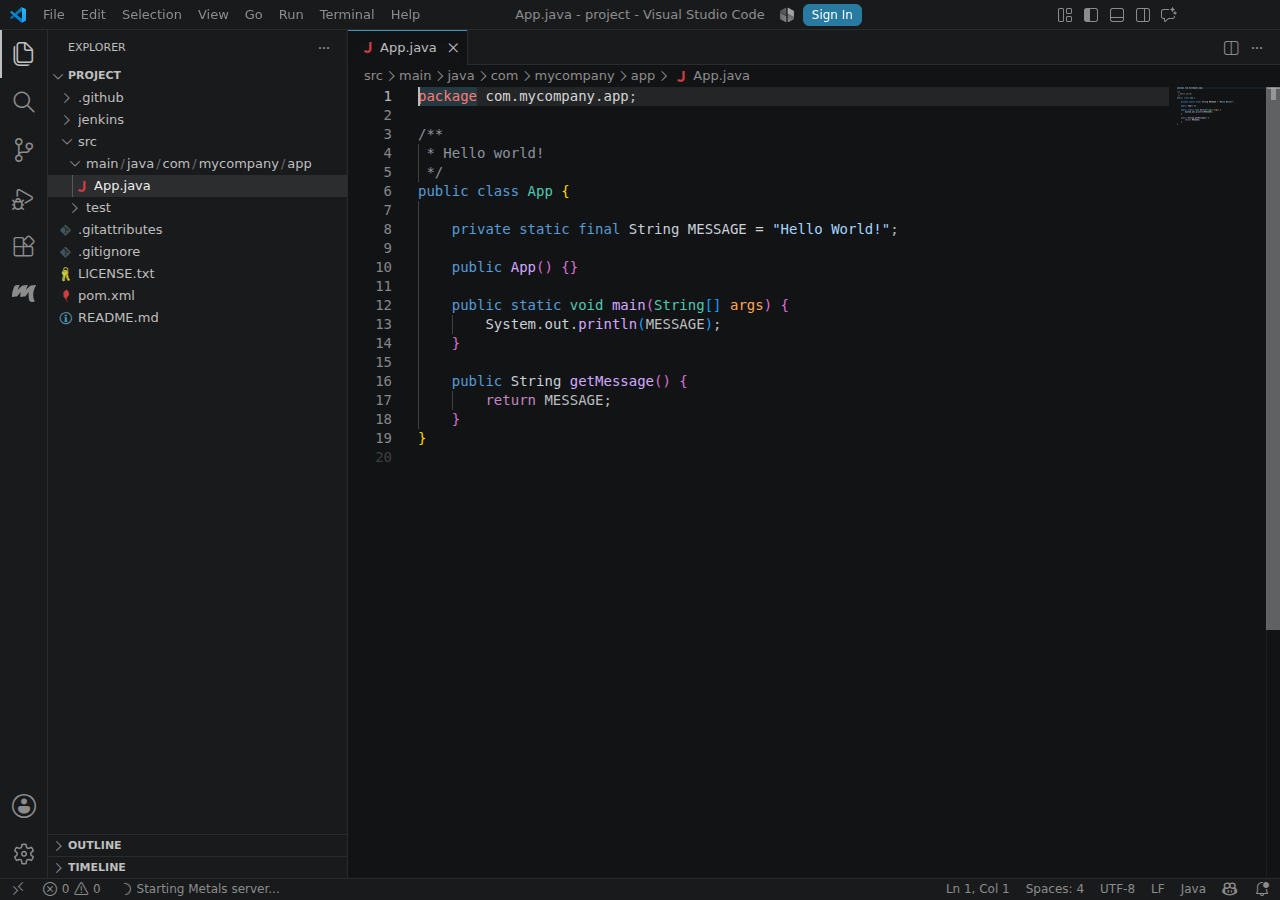 File Edit Selection View Go Run Terminal Help App.java - project - Visual Studio Code Sign In
EXPLORER
PROJECT
.github
jenkins
src
main/java/com/mycompany/app
App.java
test
.gitattributes
.gitignore
LICENSE.txt
pom.xml
README.md
OUTLINE
TIMELINE
App.java
src main java com mycompany app App.java
1 package com.mycompany.app;
2
3 /**
4 * Hello world!
5 */
6 public class App {
7
8 private static final String MESSAGE = "Hello World!";
9
10 public App() {}
11
12 public static void main(String[] args) {
13 System.out.println(MESSAGE);
14 }
15
16 public String getMessage() {
17 return MESSAGE;
18 }
19 }
20
0 0 Starting Metals server... Ln 1, Col 1 Spaces: 4 UTF-8 LF Java